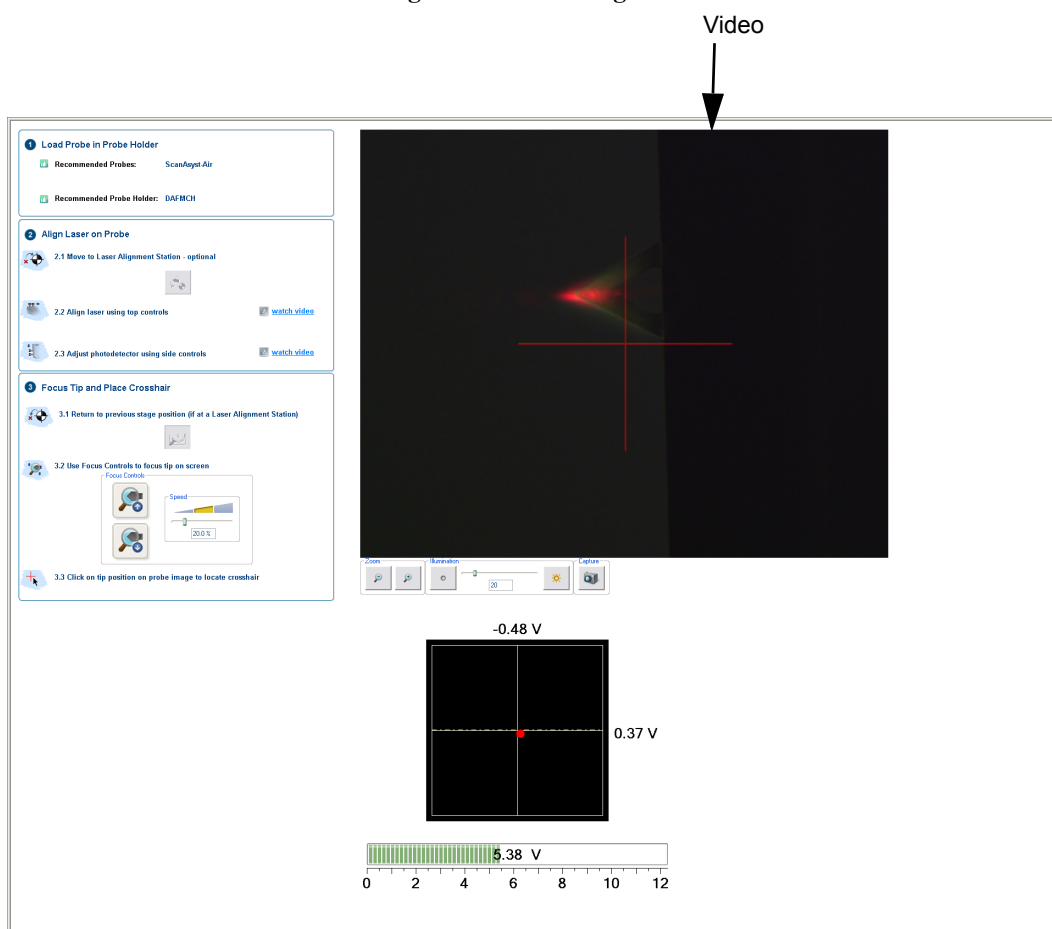 Video
1 Load Probe in Probe Holder
Recommended Probes: ScanAsyst-Air
Recommended Probe Holder: DAFMCH
2 Align Laser on Probe
2.1 Move to Laser Alignment Station - optional
2.2 Align laser using top controls watch video
2.3 Adjust photodetector using side controls watch video
3 Focus Tip and Place Crosshair
3.1 Return to previous stage position (if at a Laser Alignment Station)
3.2 Use Focus Controls to focus tip on screen
Focus Controls
Speed
20.0 %
3.3 Click on tip position on probe image to locate crosshair
Zoom Illumination Capture
20
-0.48 V
0.37 V
5.38 V
0 2 4 6 8 10 12